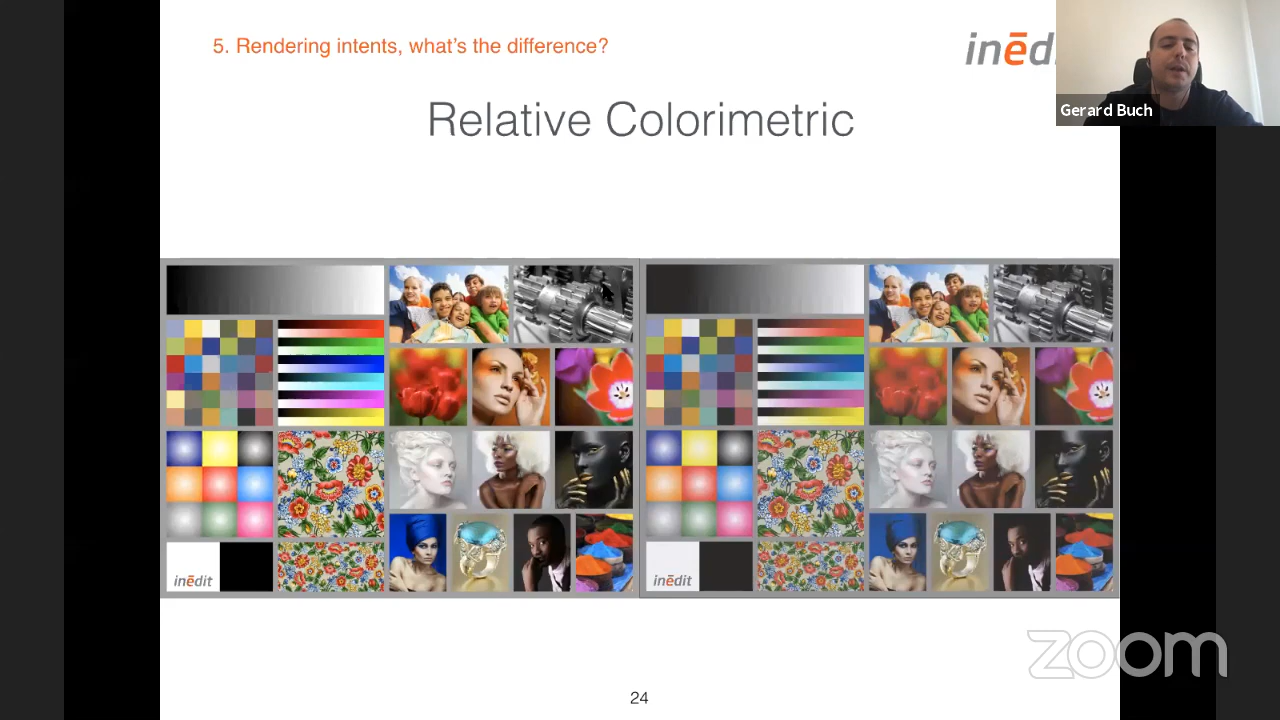 5. Rendering intents, what's the difference?
inēdi
Gerard Buch
Relative Colorimetric
inēdit
inēdit
zoom
24